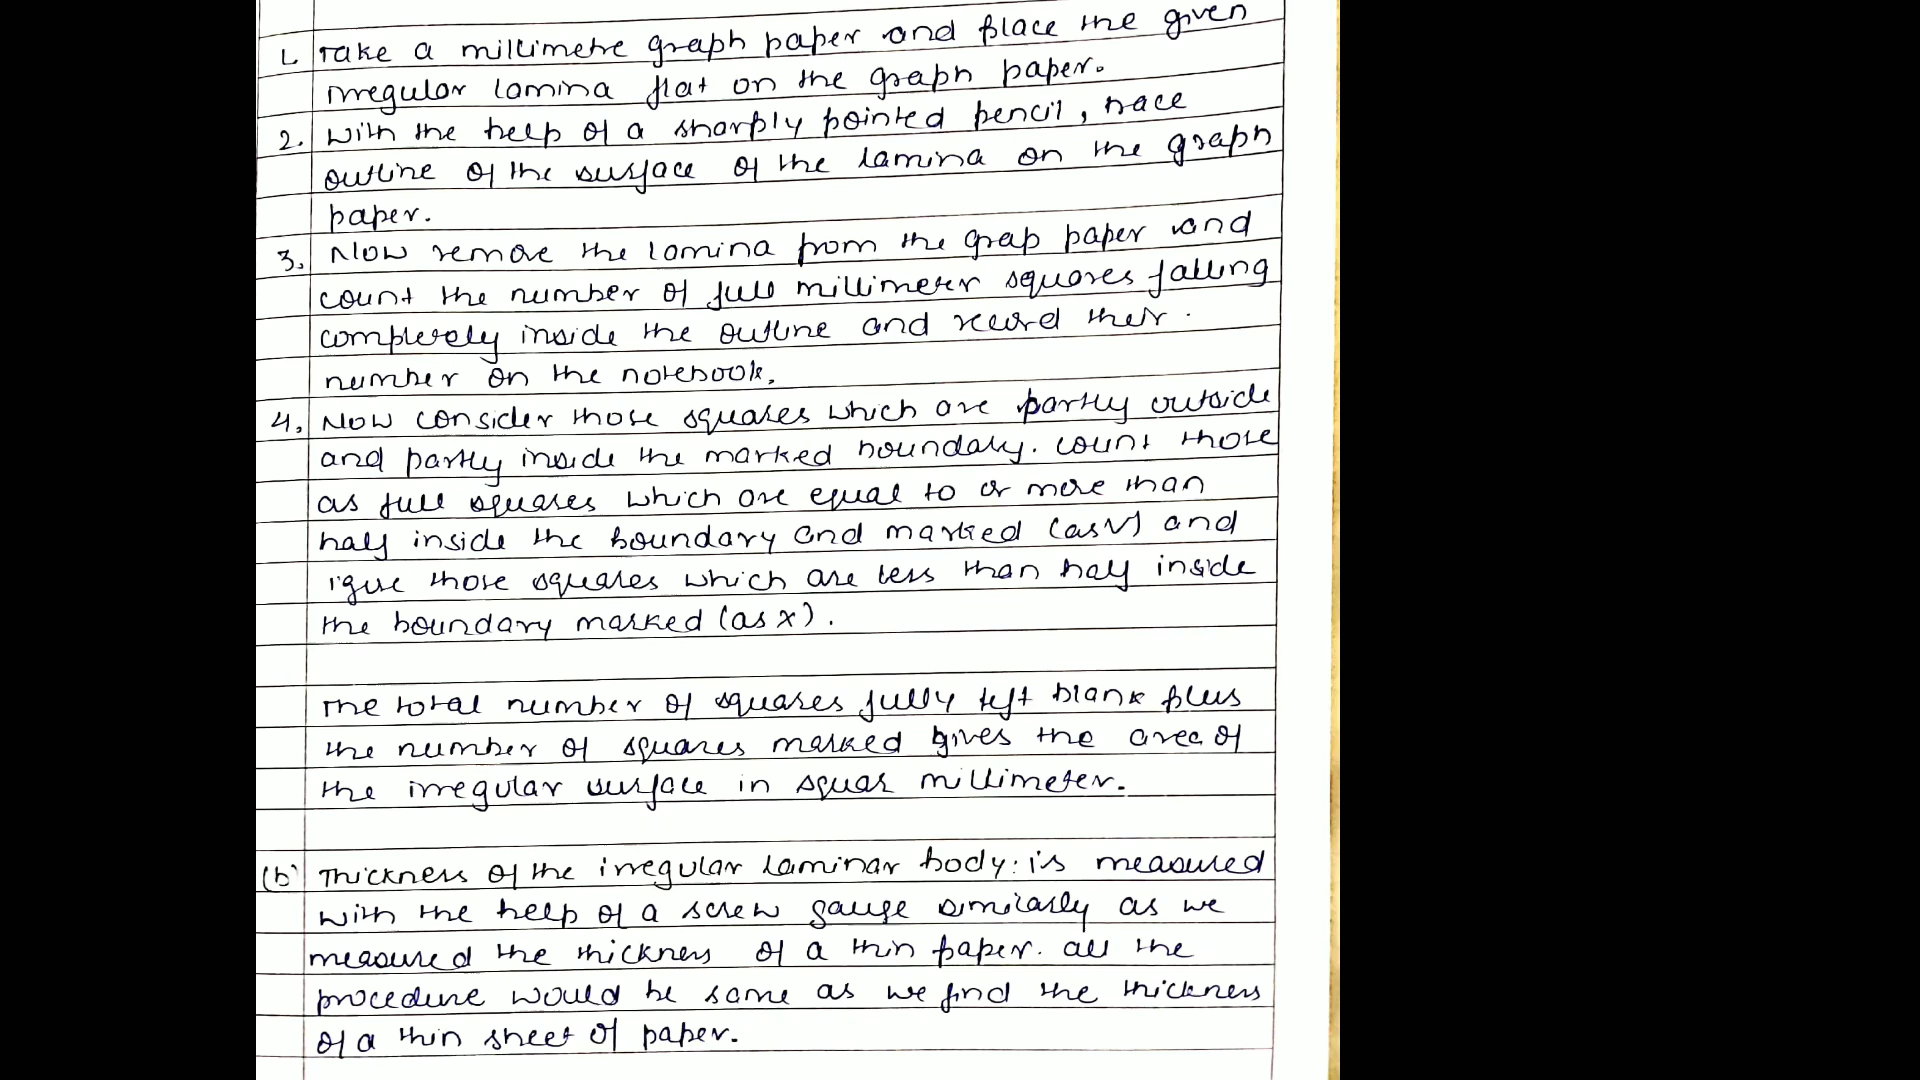 1. Take a millimetre graph paper and place the given
irregular lamina flat on the graph paper.
2. With the help of a sharply pointed pencil, trace
outline of the surface of the lamina on the graph
paper.
3. Now remove the lamina from the grap paper and
count the number of full millimeter squares falling
completely inside the outline and record their
number on the notebook.
4. Now consider those squares which are partly outside
and partly inside the marked boundary. Count those
as full squares which are equal to or more than
half inside the boundary and marked (as √) and
those squares which are less than half inside
the boundary marked (as x).
The total number of squares fully left blank plus
the number of squares marked gives the area of
the irregular surface in squar millimeter.
(b) Thickness of the irregular laminar body: is measured
with the help of a screw gauge similarly as we
measured the thickness of a thin paper. all the
procedure would be same as we find the thickness
of a thin sheet of paper.